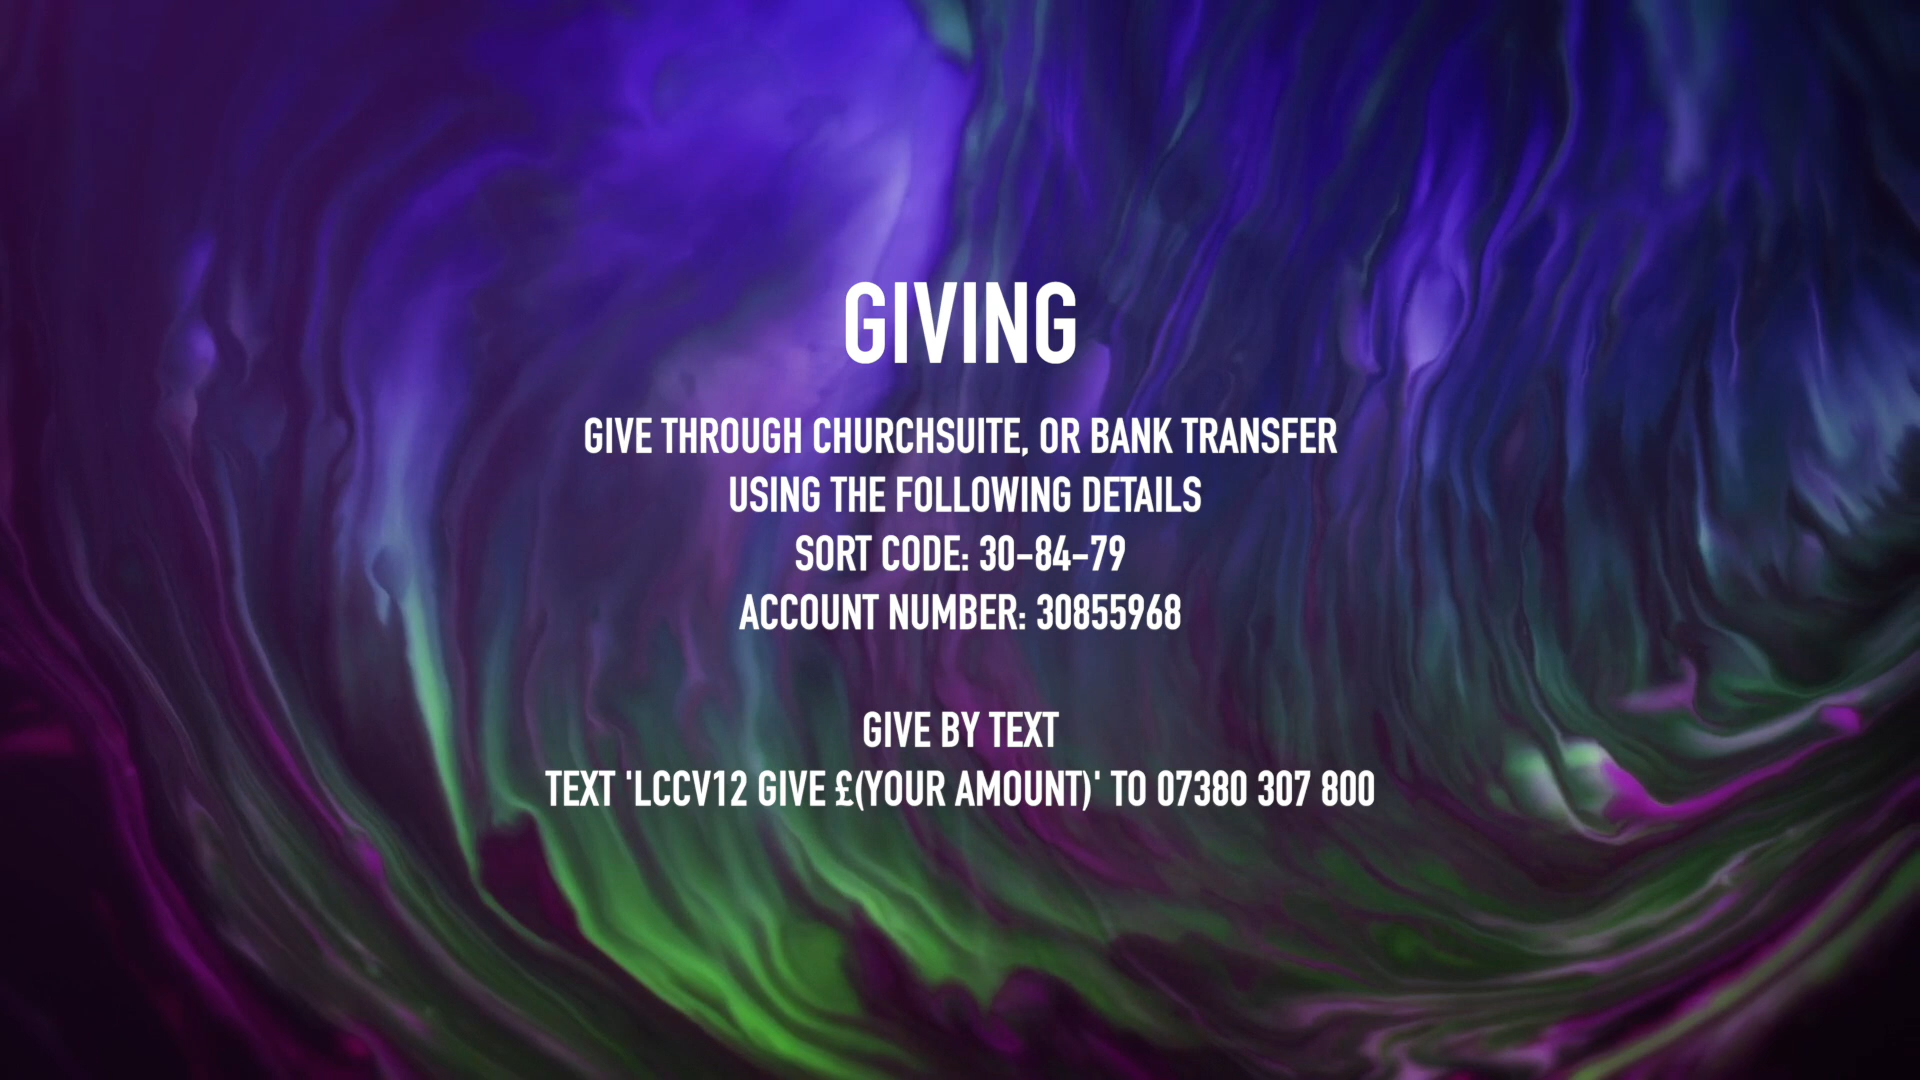 GIVING
GIVE THROUGH CHURCHSUITE, OR BANK TRANSFER
USING THE FOLLOWING DETAILS
SORT CODE: 30-84-79
ACCOUNT NUMBER: 30855968
GIVE BY TEXT
TEXT 'LCCV12 GIVE £(YOUR AMOUNT)' TO 07380 307 800